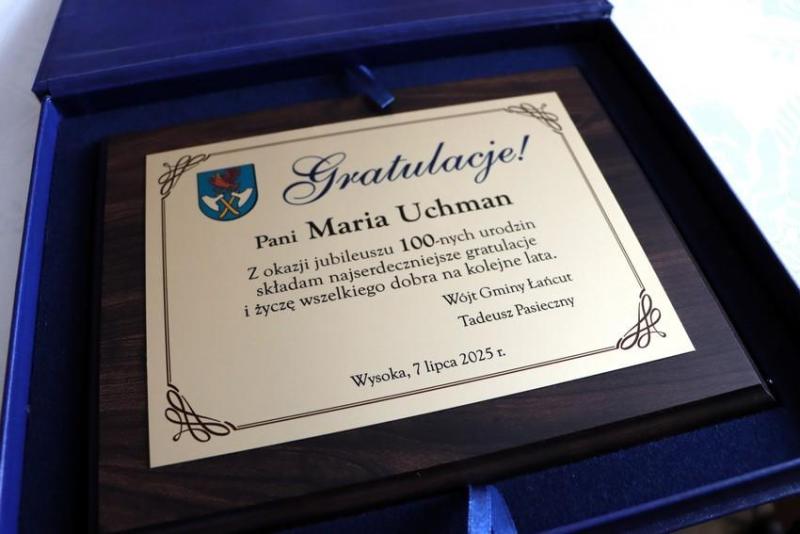 Gratulacje!
Pani Maria Uchman
Z okazji jubileuszu 100-nych urodzin
składam najserdeczniejsze gratulacje
i życzę wszelkiego dobra na kolejne lata.
Wójt Gminy Łańcut
Tadeusz Pasieczny
Wysoka, 7 lipca 2025 r.